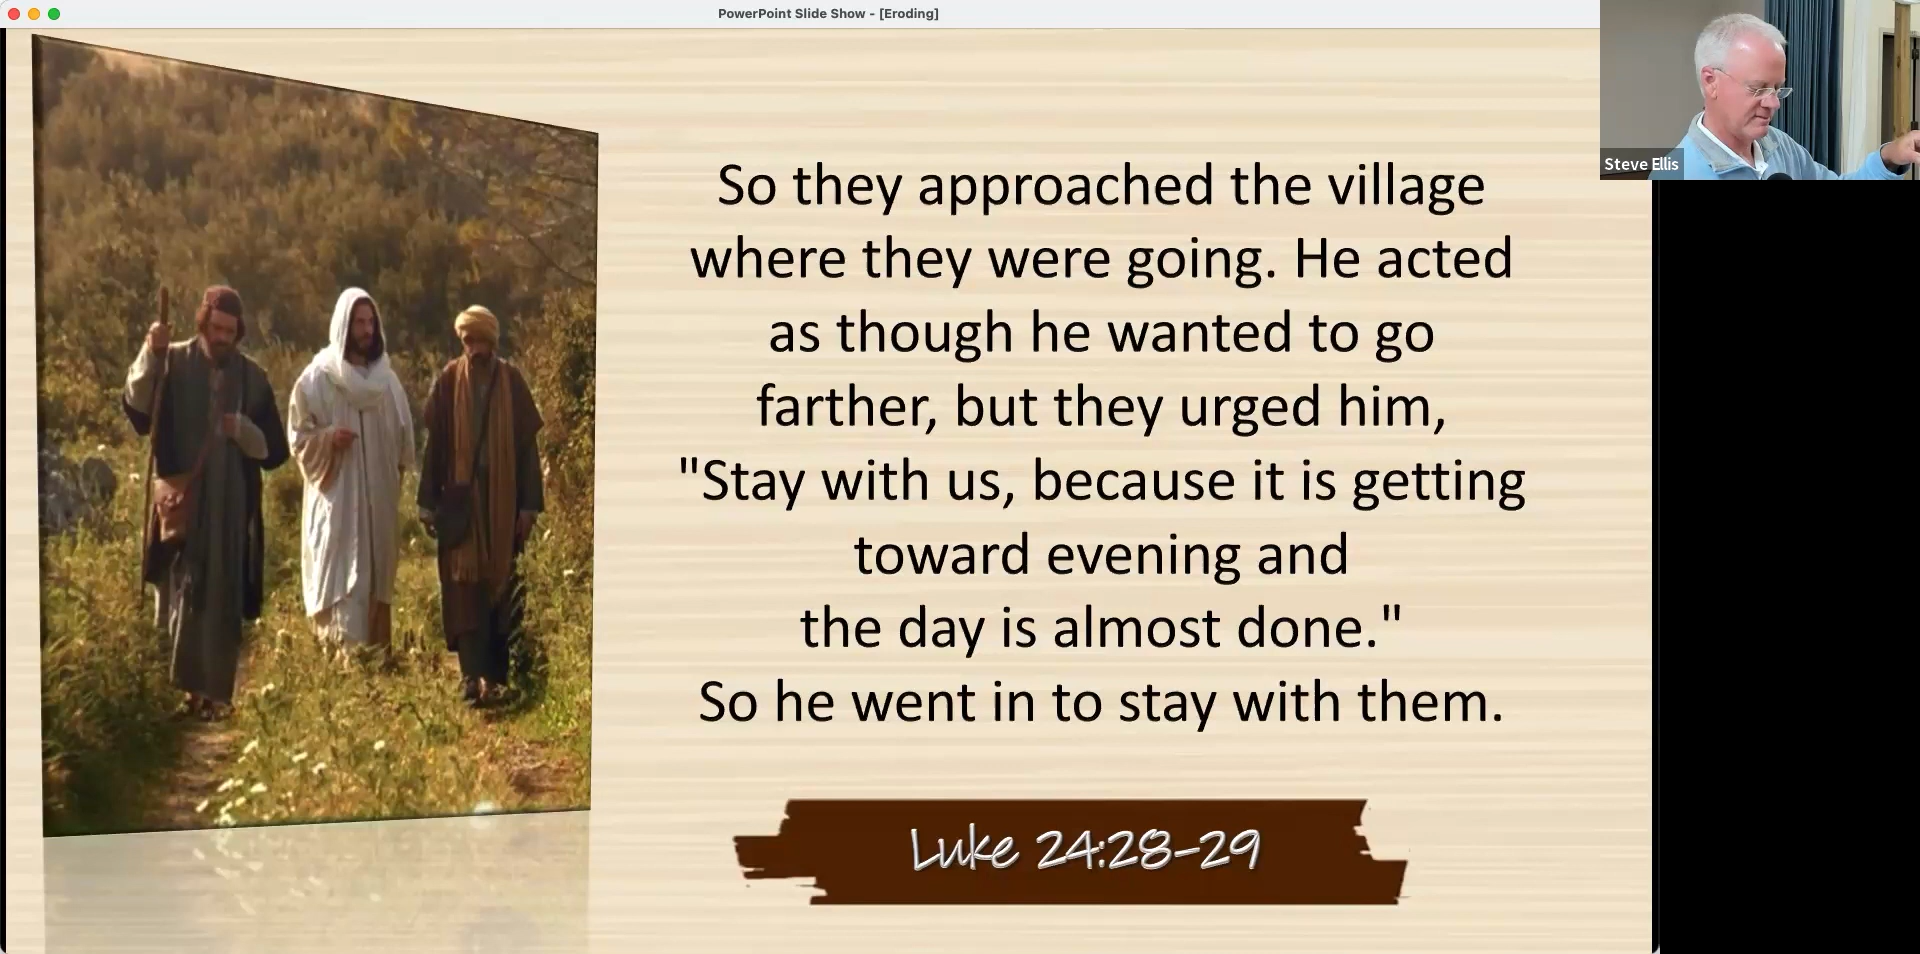 PowerPoint Slide Show - [Eroding]
Steve Ellis
So they approached the village
where they were going. He acted
as though he wanted to go
farther, but they urged him,
"Stay with us, because it is getting
toward evening and
the day is almost done."
So he went in to stay with them.
Luke 24:28-29